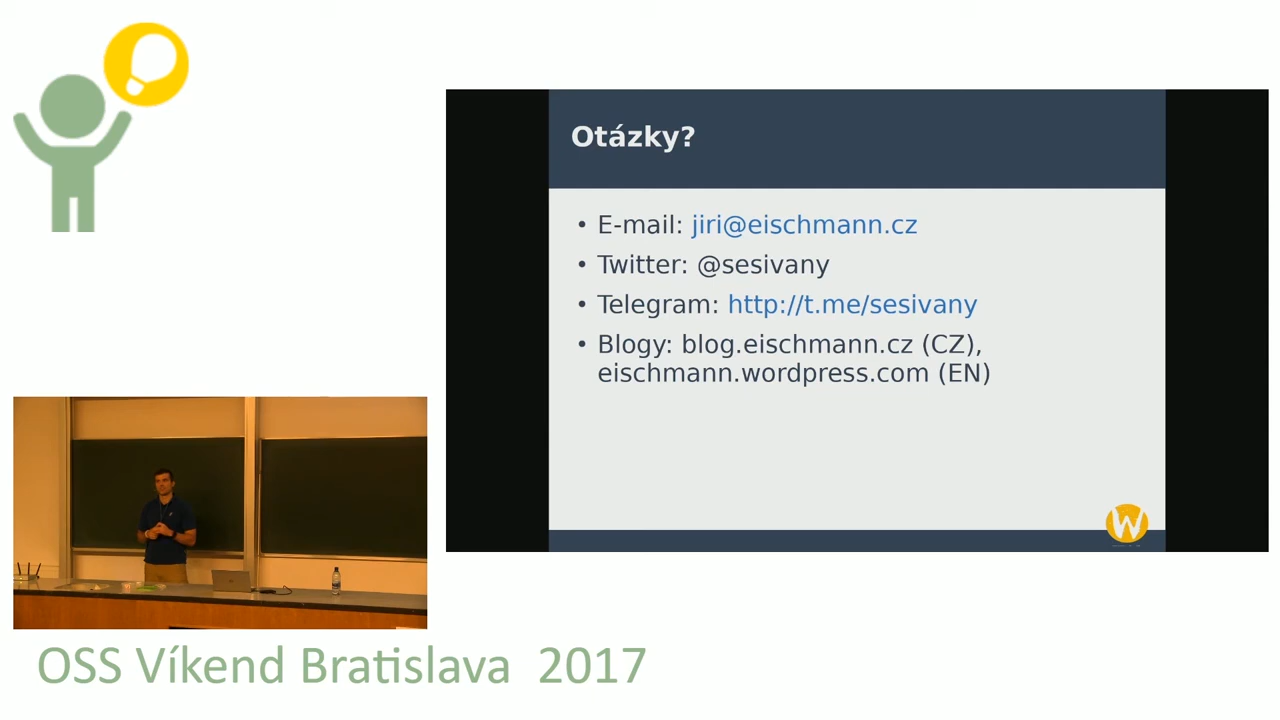 Otázky?
• E-mail: jiri@eischmann.cz
• Twitter: @sesivany
• Telegram: http://t.me/sesivany
• Blogy: blog.eischmann.cz (CZ),
eischmann.wordpress.com (EN)
W
OSS Víkend Bratislava 2017